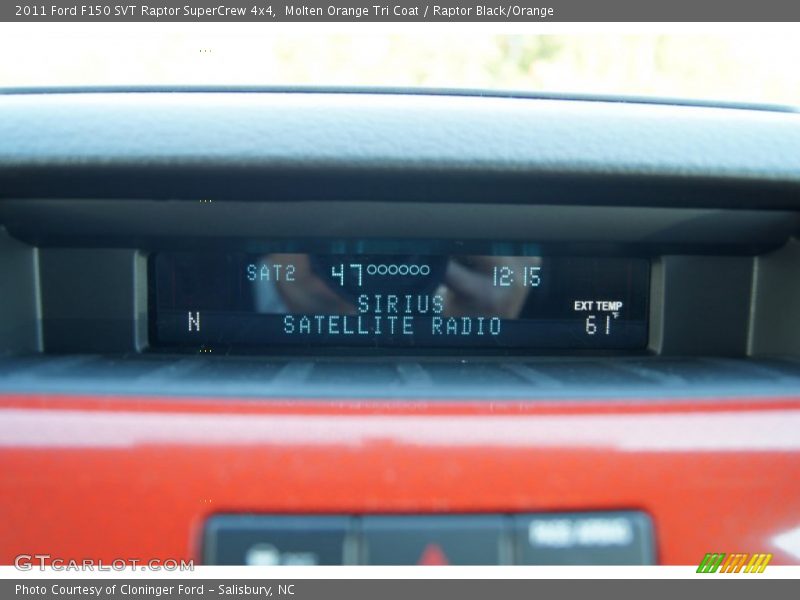 2011 Ford F150 SVT Raptor SuperCrew 4x4, Molten Orange Tri Coat / Raptor Black/Orange
SAT2 47 12:15
SIRIUS
EXT TEMP
N SATELLITE RADIO 61°F
GTCARLOT.COM
Photo Courtesy of Cloninger Ford - Salisbury, NC